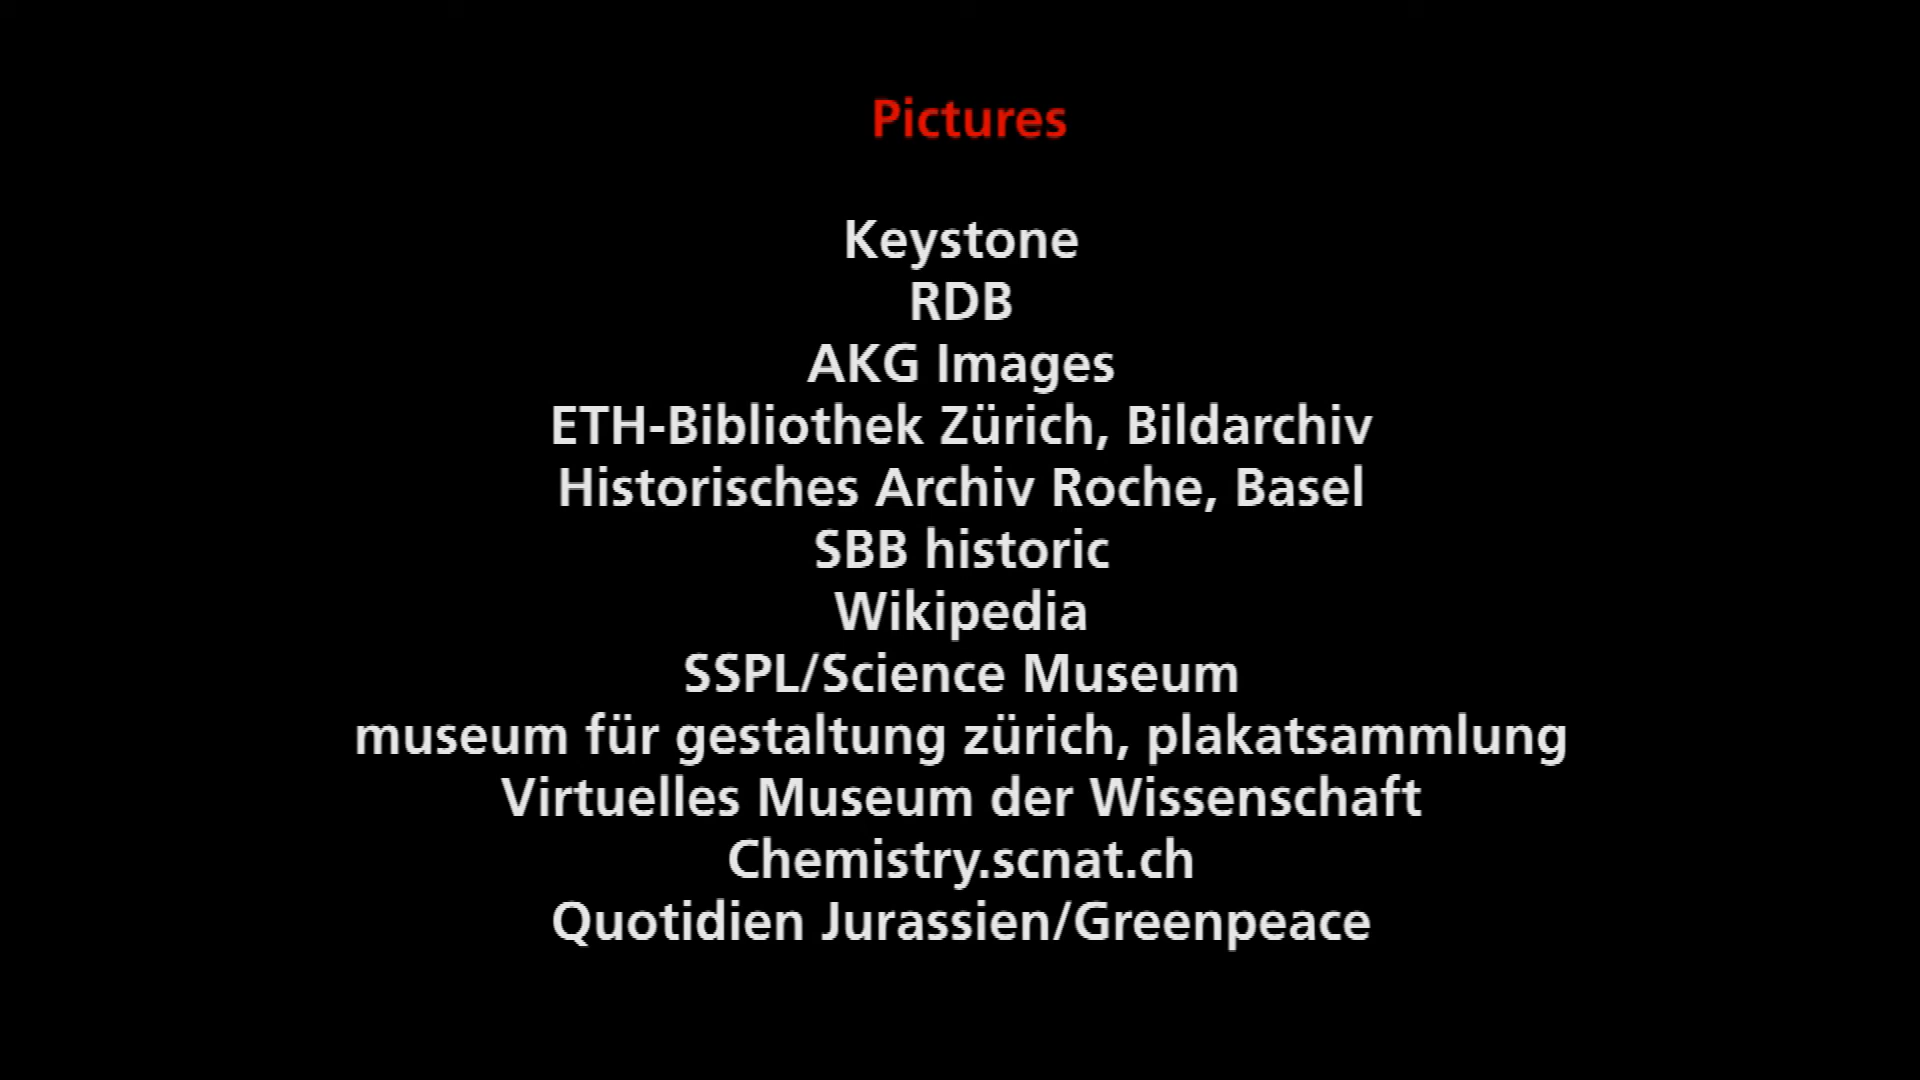 Pictures
Keystone
RDB
AKG Images
ETH-Bibliothek Zürich, Bildarchiv
Historisches Archiv Roche, Basel
SBB historic
Wikipedia
SSPL/Science Museum
museum für gestaltung zürich, plakatsammlung
Virtuelles Museum der Wissenschaft
Chemistry.scnat.ch
Quotidien Jurassien/Greenpeace